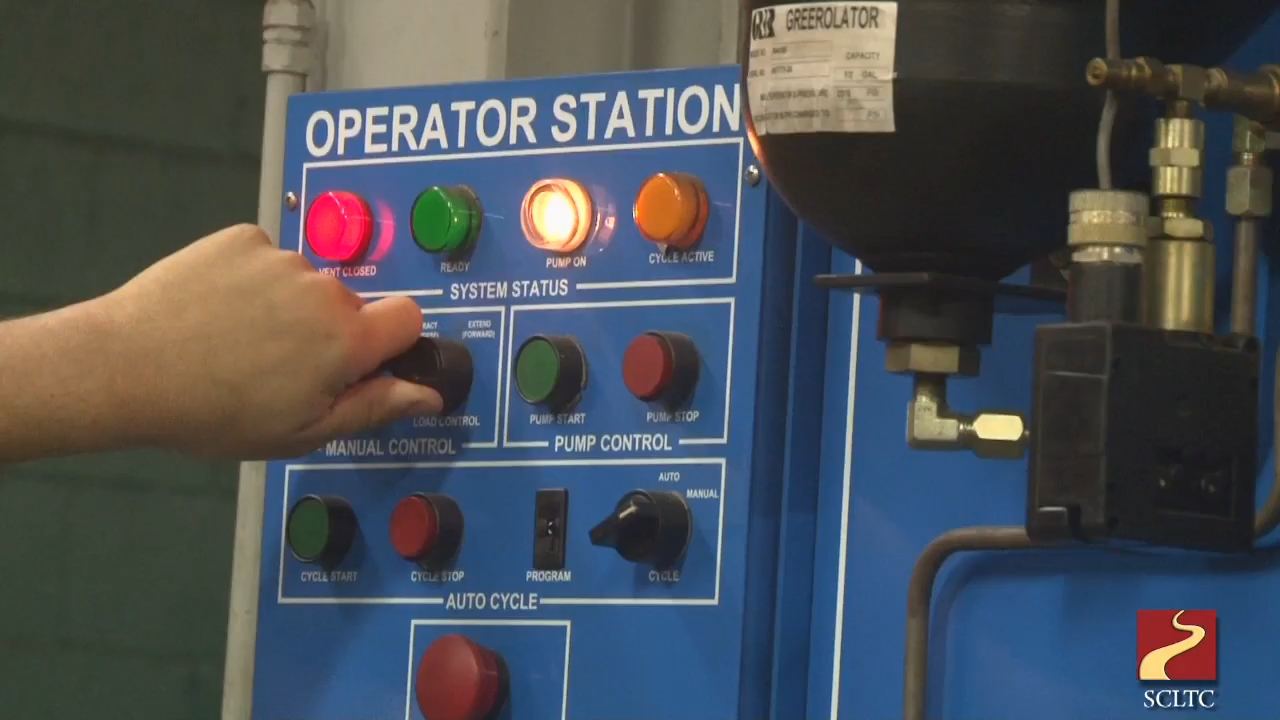 OPERATOR STATION
VENT CLOSED
READY
PUMP ON
CYCLE ACTIVE
SYSTEM STATUS
EXTEND
(FORWARD)
LOAD CONTROL
MANUAL CONTROL
PUMP START
PUMP STOP
PUMP CONTROL
AUTO
MANUAL
CYCLE START
CYCLE STOP
PROGRAM
CYCLE
AUTO CYCLE
GREEROLATOR
CAPACITY
GAL
SCLTC